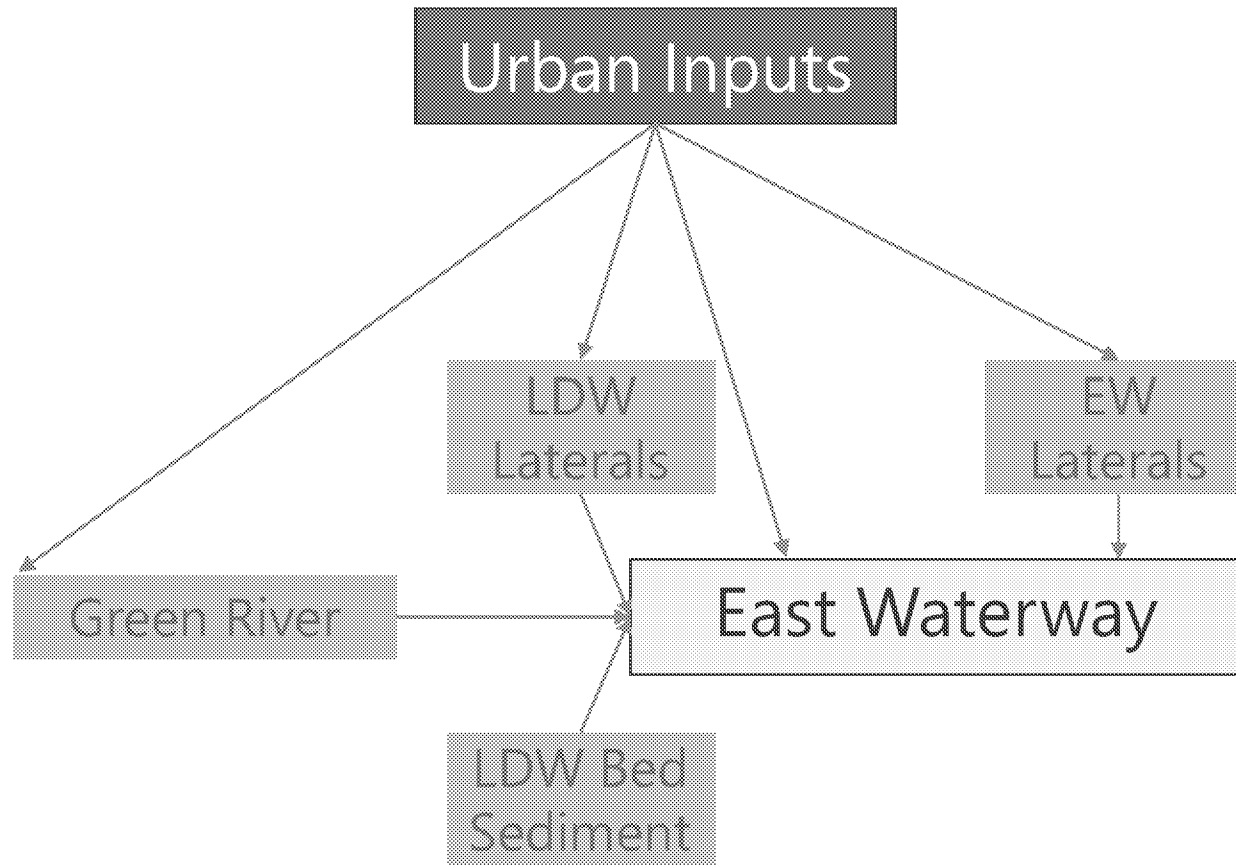 Urban Inputs
LDW
Laterals
EW
Laterals
Green River
East Waterway
LDW Bed
Sediment